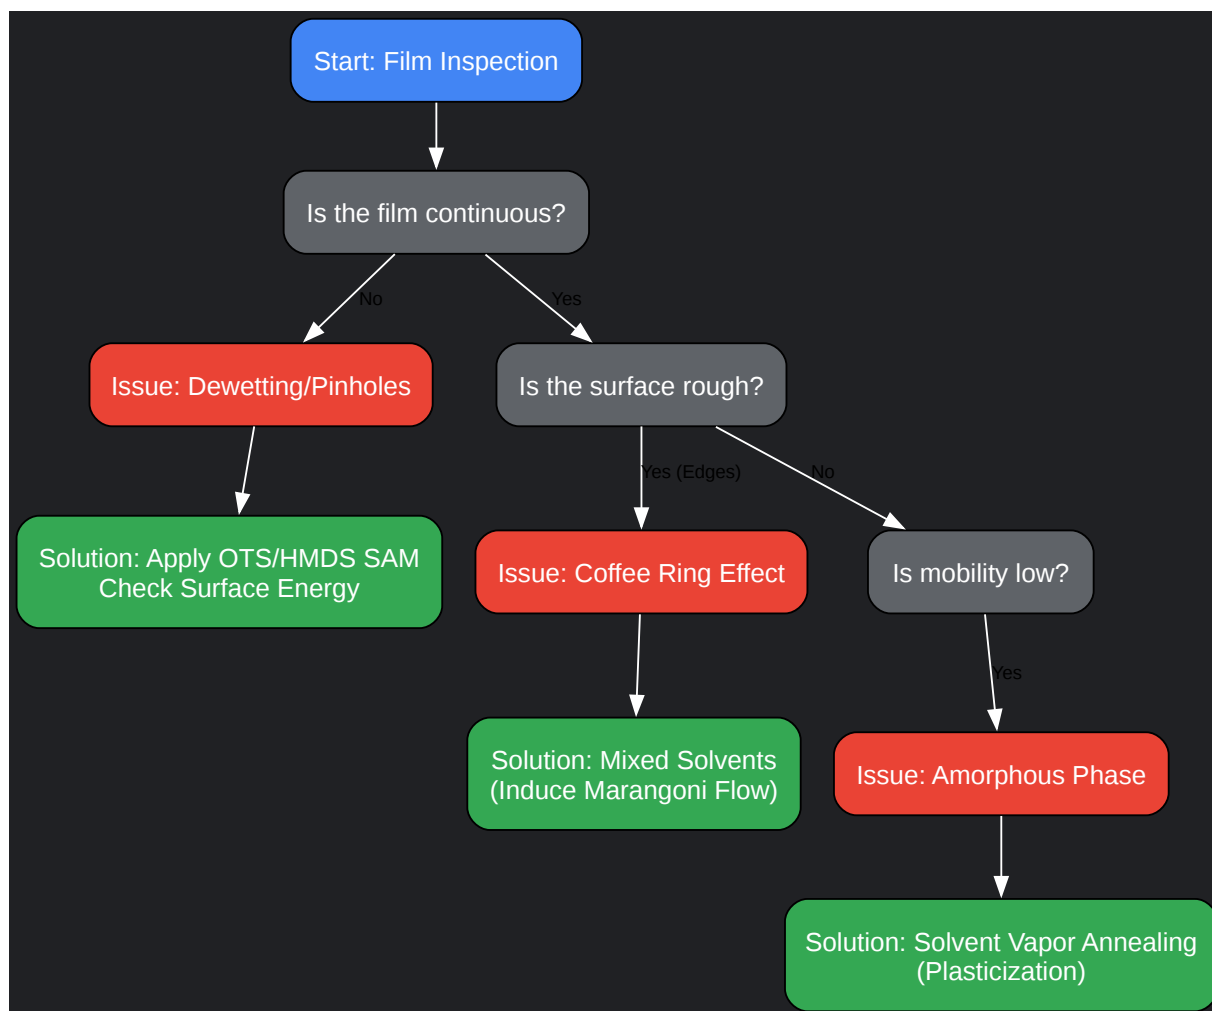 Start: Film Inspection
Is the film continuous?
No
Yes
Issue: Dewetting/Pinholes
Is the surface rough?
Yes (Edges)
No
Solution: Apply OTS/HMDS SAM
Check Surface Energy
Issue: Coffee Ring Effect
Is mobility low?
Yes
Solution: Mixed Solvents
(Induce Marangoni Flow)
Issue: Amorphous Phase
Solution: Solvent Vapor Annealing
(Plasticization)